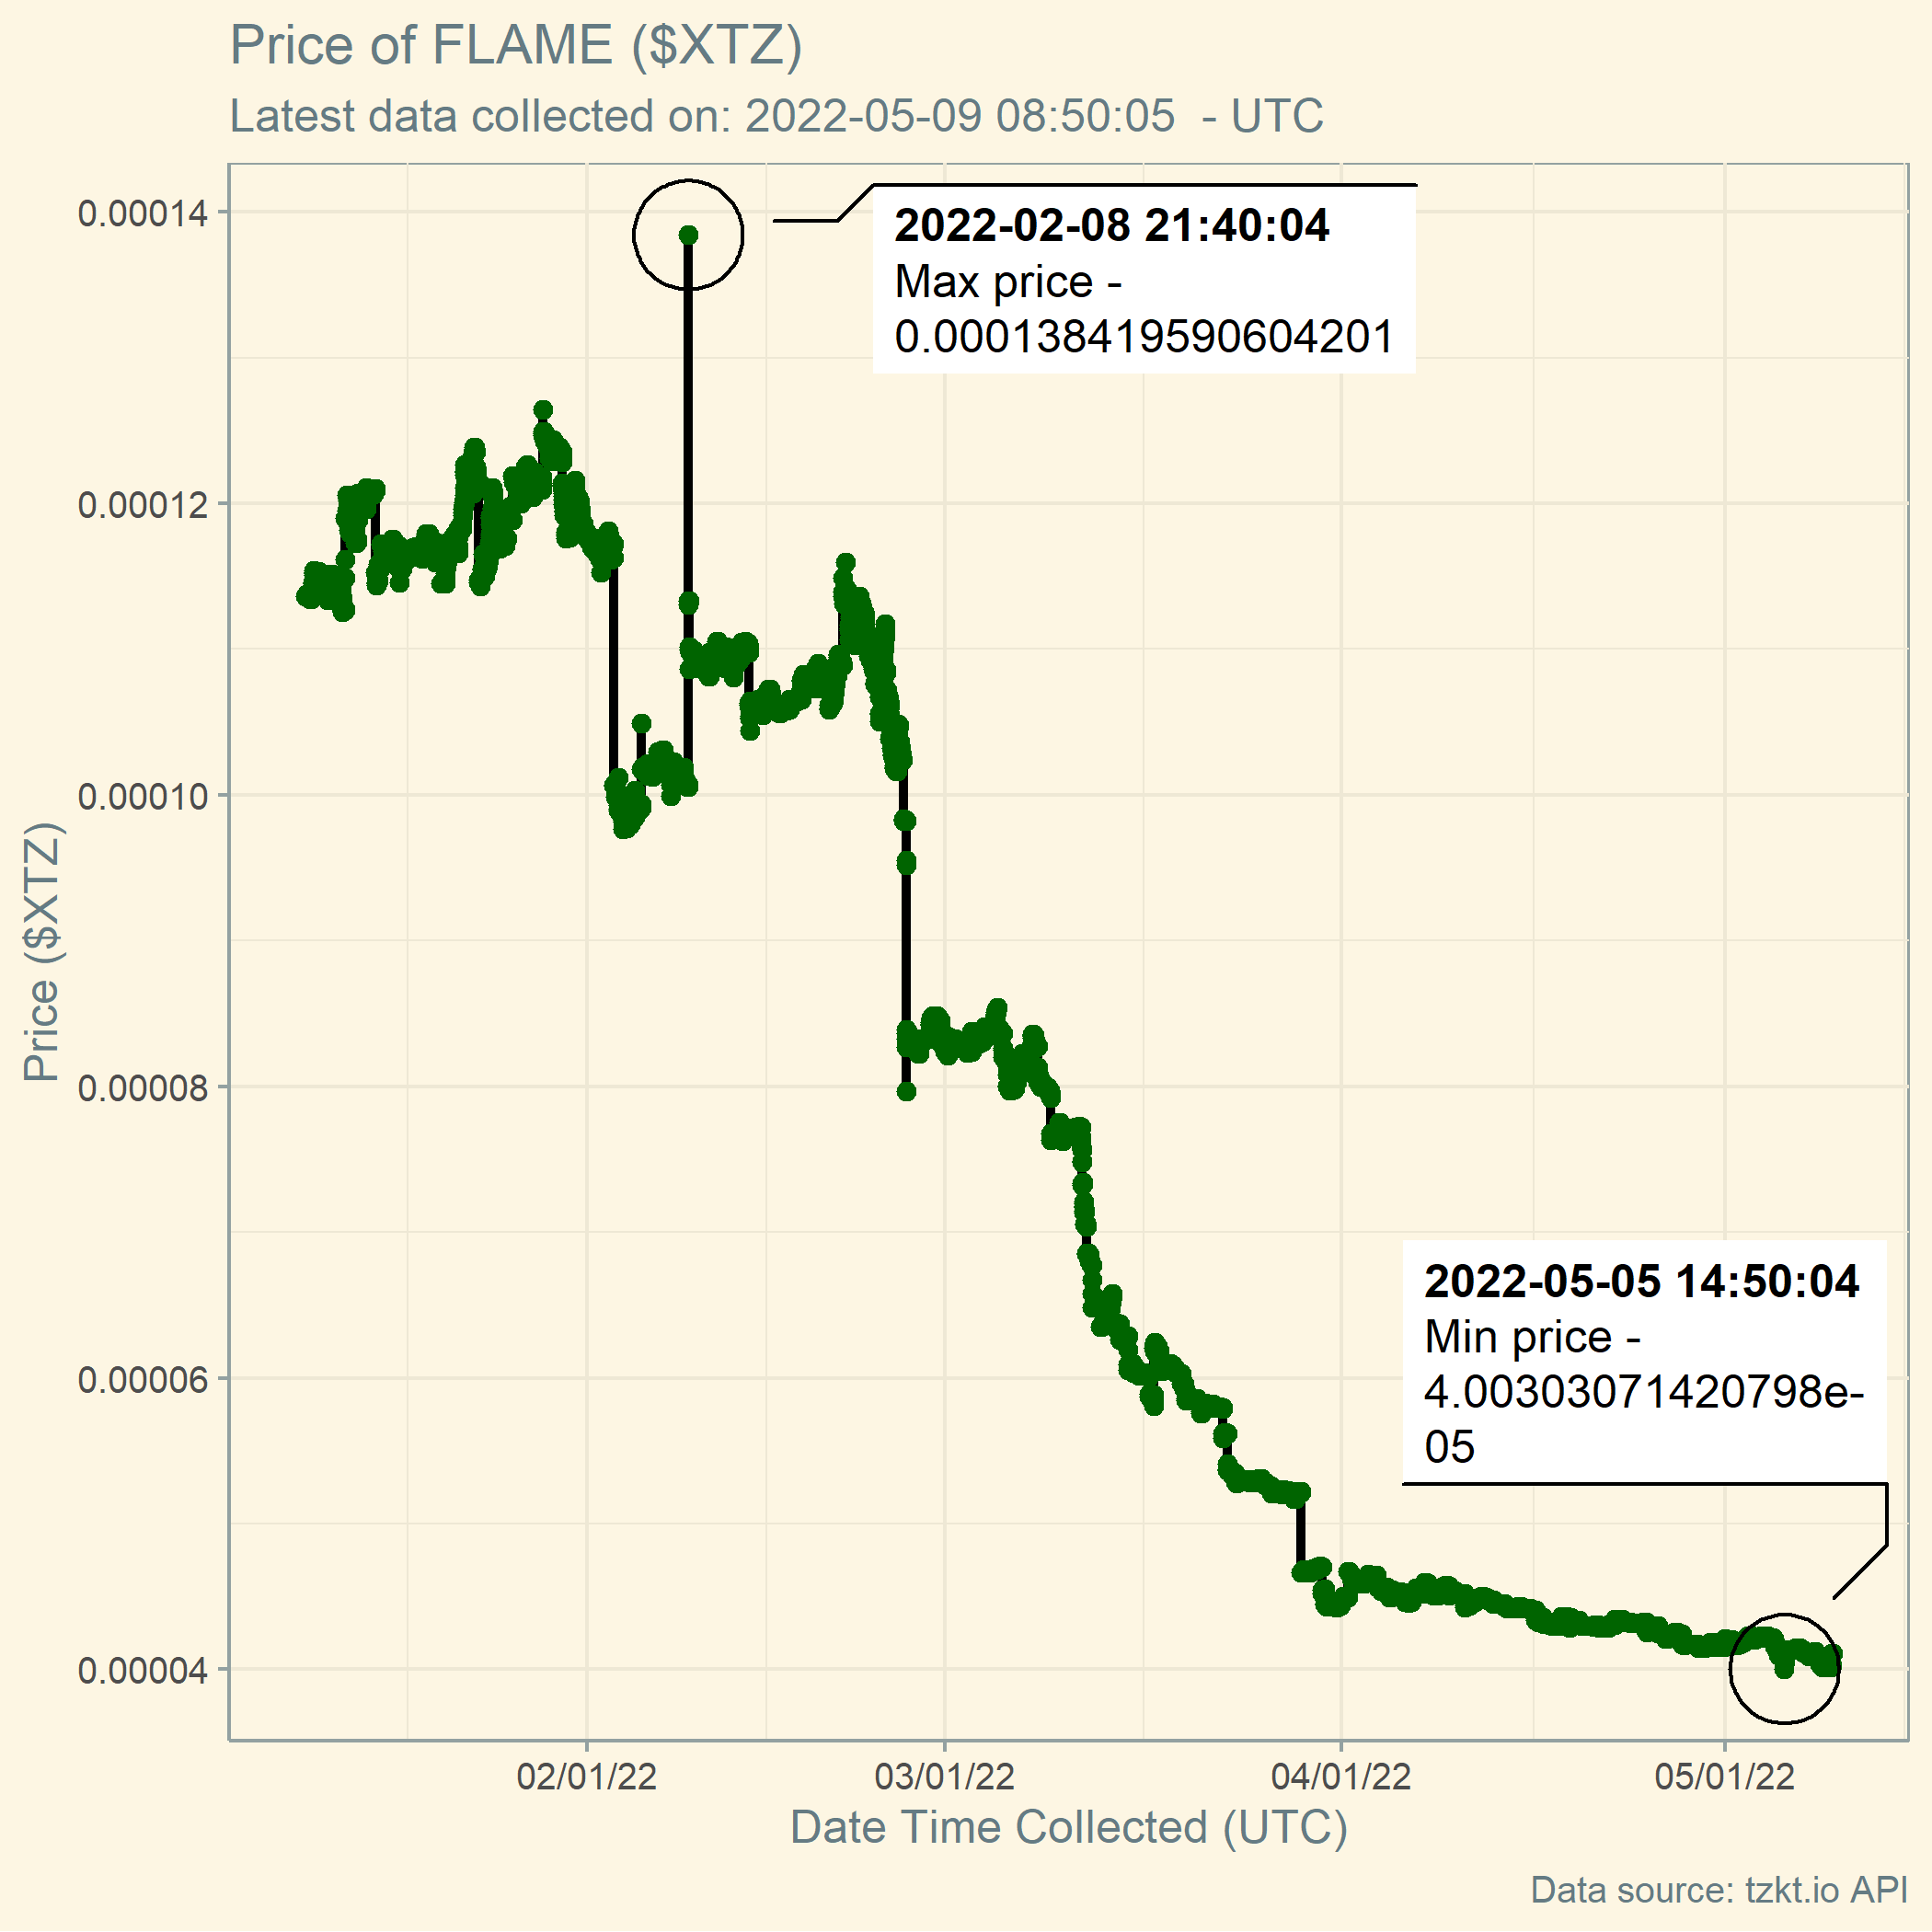 Price of FLAME ($XTZ)
Latest data collected on: 2022-05-09 08:50:05  - UTC
2022-02-08 21:40:04
Max price -
0.000138419590604201
2022-05-05 14:50:04
Min price -
4.00303071420798e-
05
Price ($XTZ)
0.00014
0.00012
0.00010
0.00008
0.00006
0.00004
02/01/22
03/01/22
04/01/22
05/01/22
Date Time Collected (UTC)
Data source: tzkt.io API